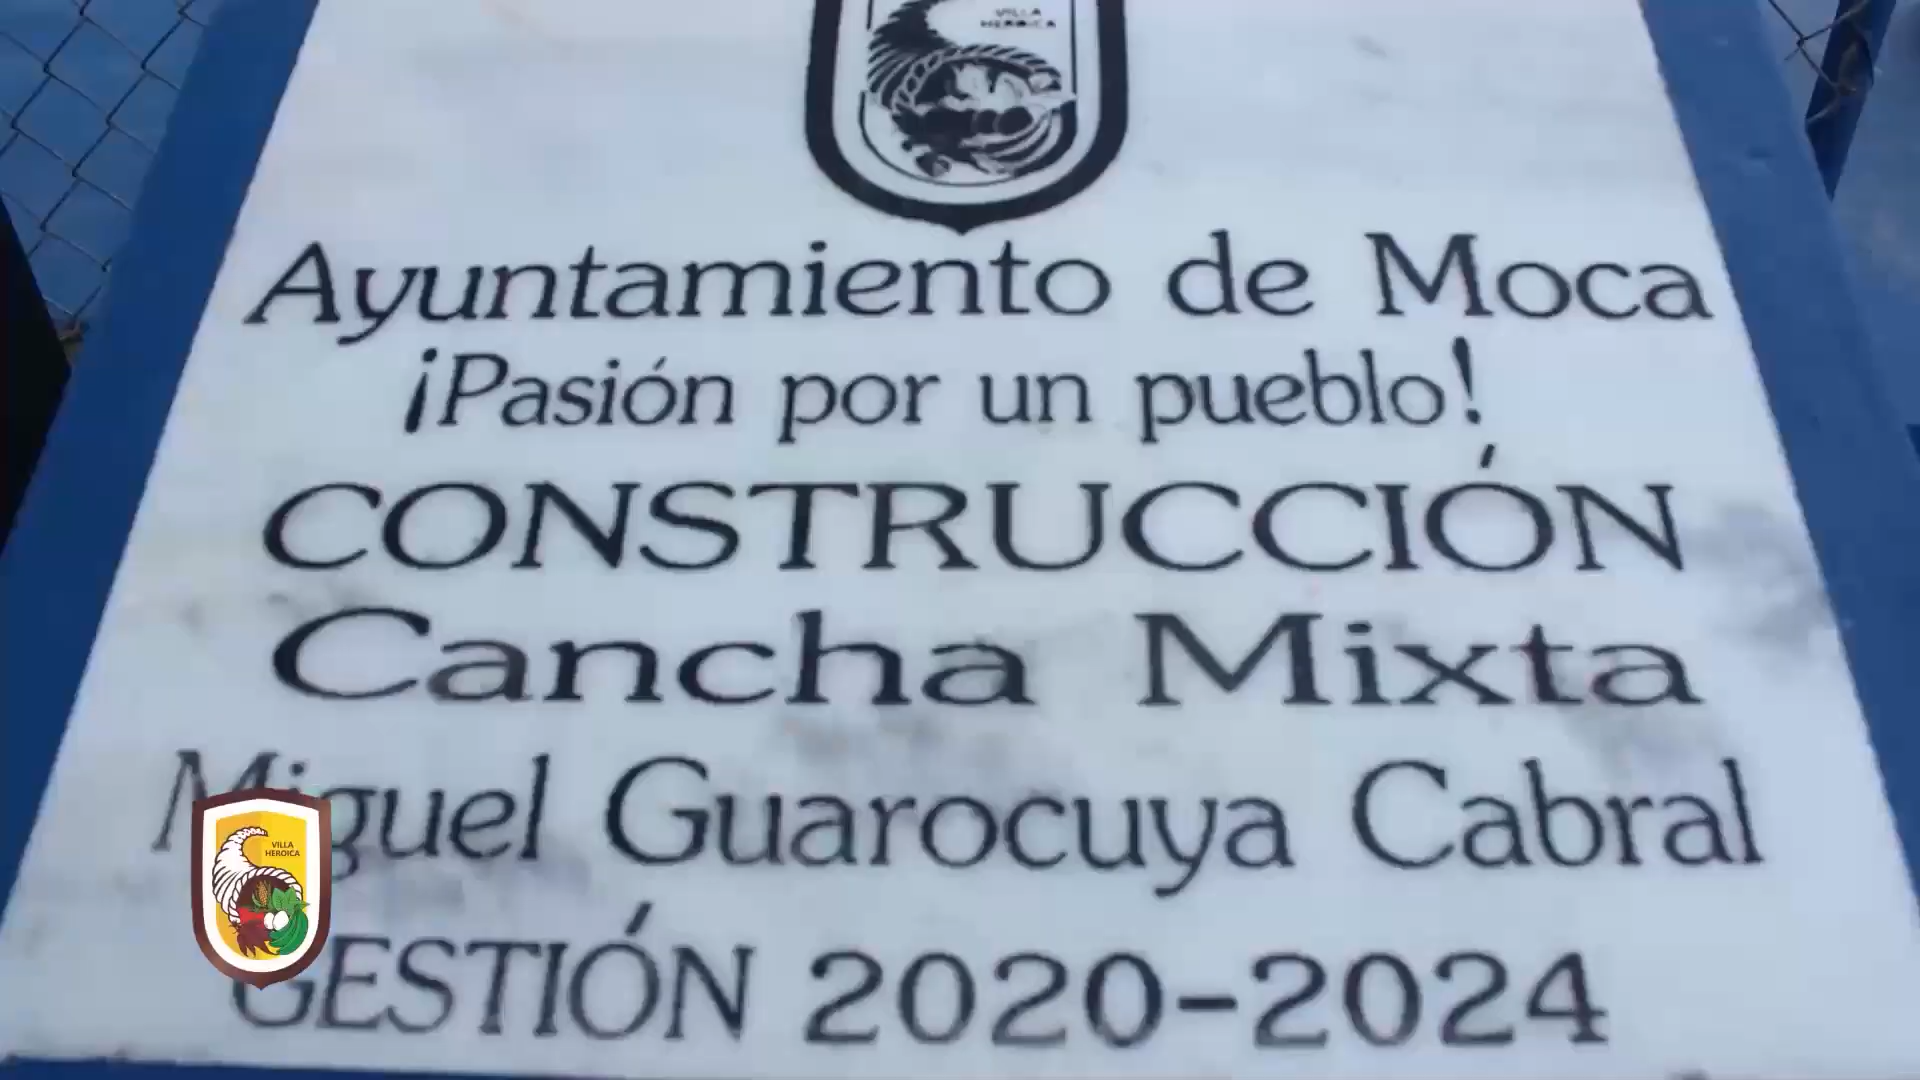 VILLA
HEROICA
Ayuntamiento de Moca
¡Pasión por un pueblo!
CONSTRUCCIÓN
Cancha Mixta
Miguel Guarocuya Cabral
GESTIÓN 2020-2024
VILLA
HEROICA